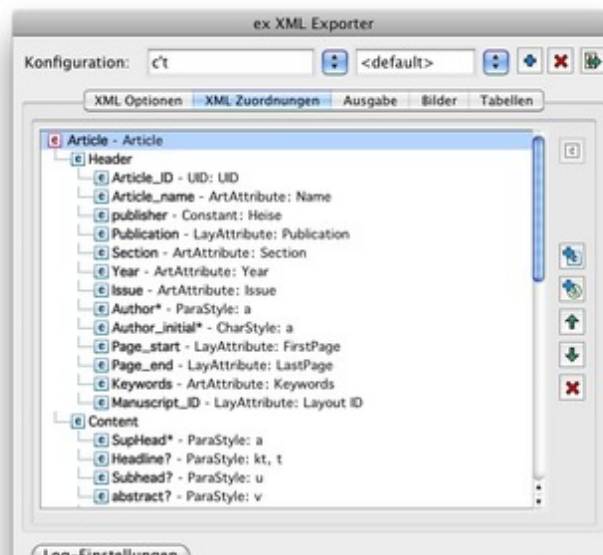 ex XML Exporter
Konfiguration: c't <default>
XML Optionen XML Zuordnungen Ausgabe Bilder Tabellen
e Article - Article
e Header
e Article_ID - UID: UID
e Article_name - ArtAttribute: Name
e publisher - Constant: Heise
e Publication - LayAttribute: Publication
e Section - ArtAttribute: Section
e Year - ArtAttribute: Year
e Issue - ArtAttribute: Issue
e Author* - ParaStyle: a
e Author_initial* - CharStyle: a
e Page_start - LayAttribute: FirstPage
e Page_end - LayAttribute: LastPage
e Keywords - ArtAttribute: Keywords
e Manuscript_ID - LayAttribute: Layout ID
e Content
e SupHead* - ParaStyle: a
e Headline? - ParaStyle: kt, t
e Subhead? - ParaStyle: u
e abstract? - ParaStyle: v
Log-Einstellungen